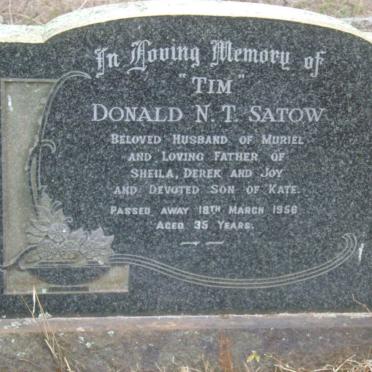 In Loving Memory of
"TIM"
DONALD N. T. SATOW
BELOVED HUSBAND OF MURIEL
AND LOVING FATHER OF
SHEILA, DEREK AND JOY
AND DEVOTED SON OF KATE.
PASSED AWAY 18TH MARCH 1956
AGED 35 YEARS.